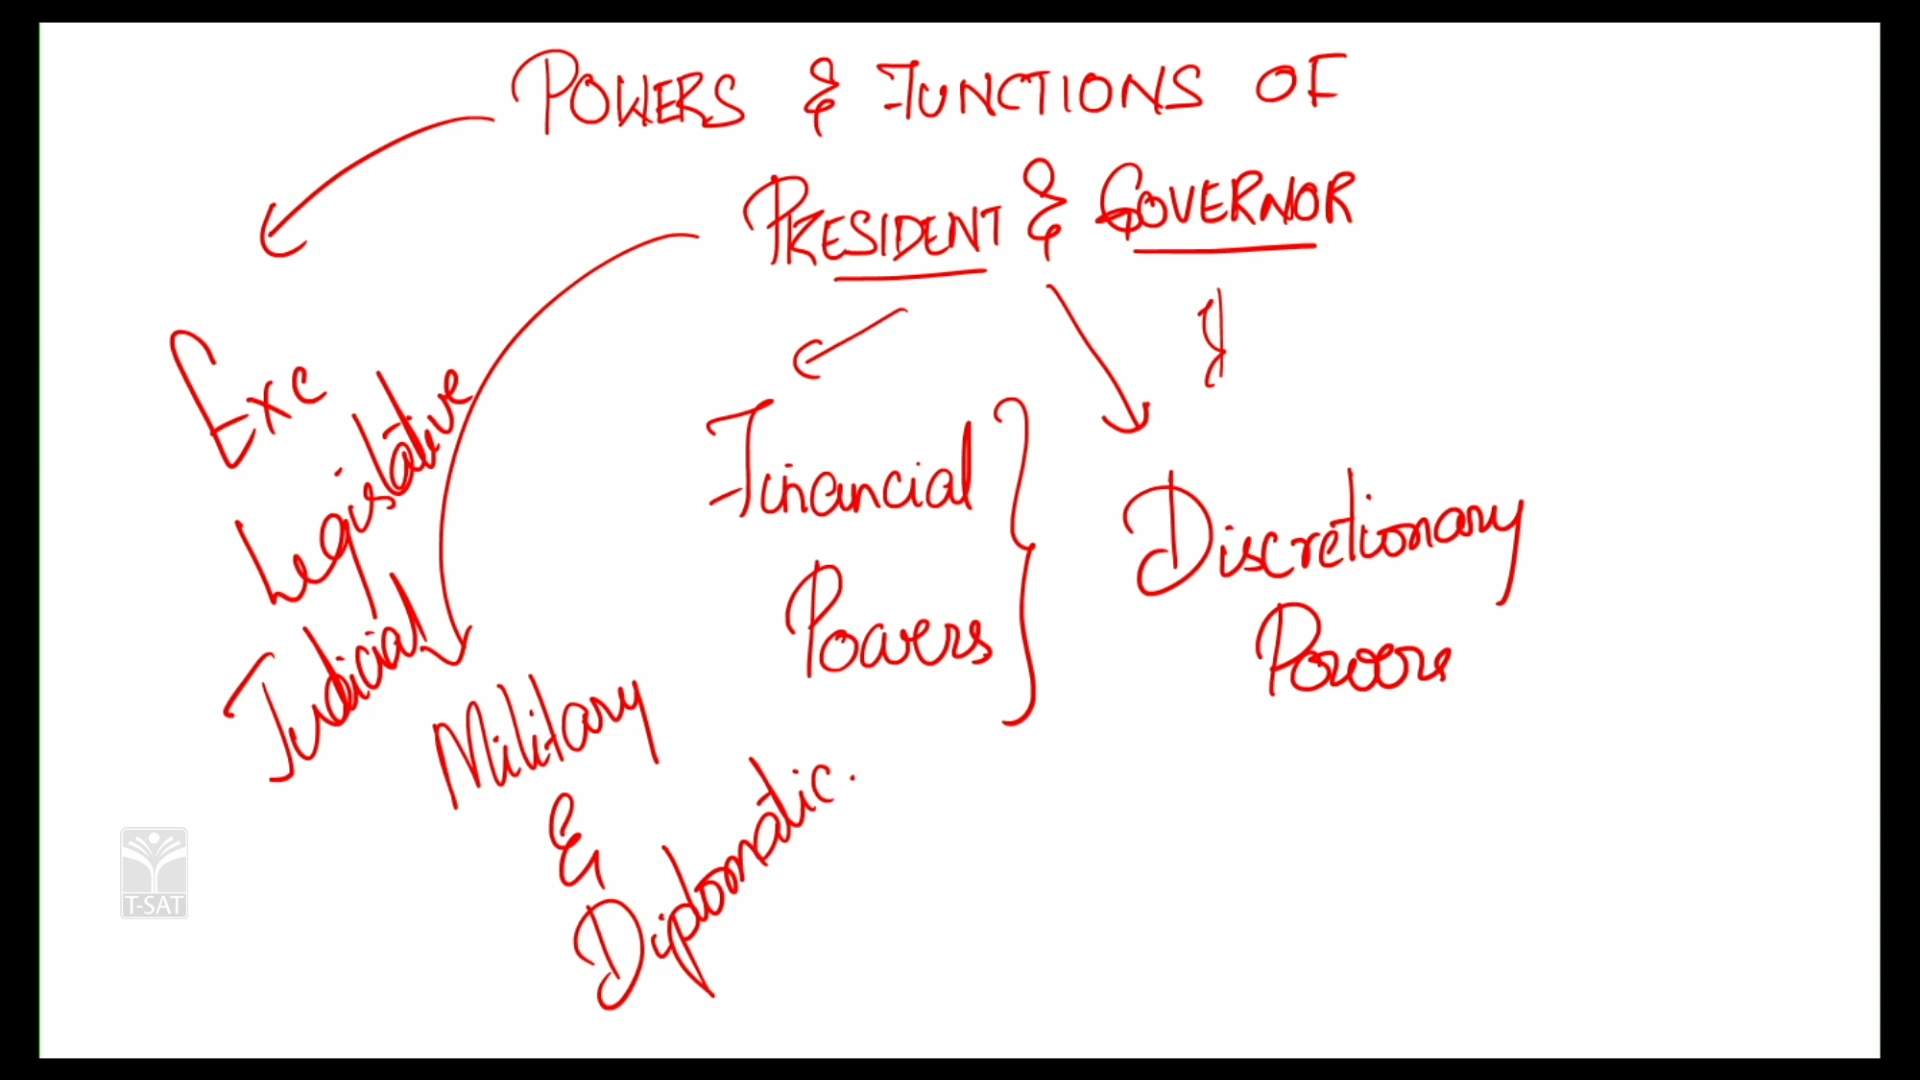 POWERS & FUNCTIONS OF
PRESIDENT & GOVERNOR
Exc
Legislative
Judicial
Military
&
Diplomatic.
Financial
Powers
Discretionary
Powers
T-SAT